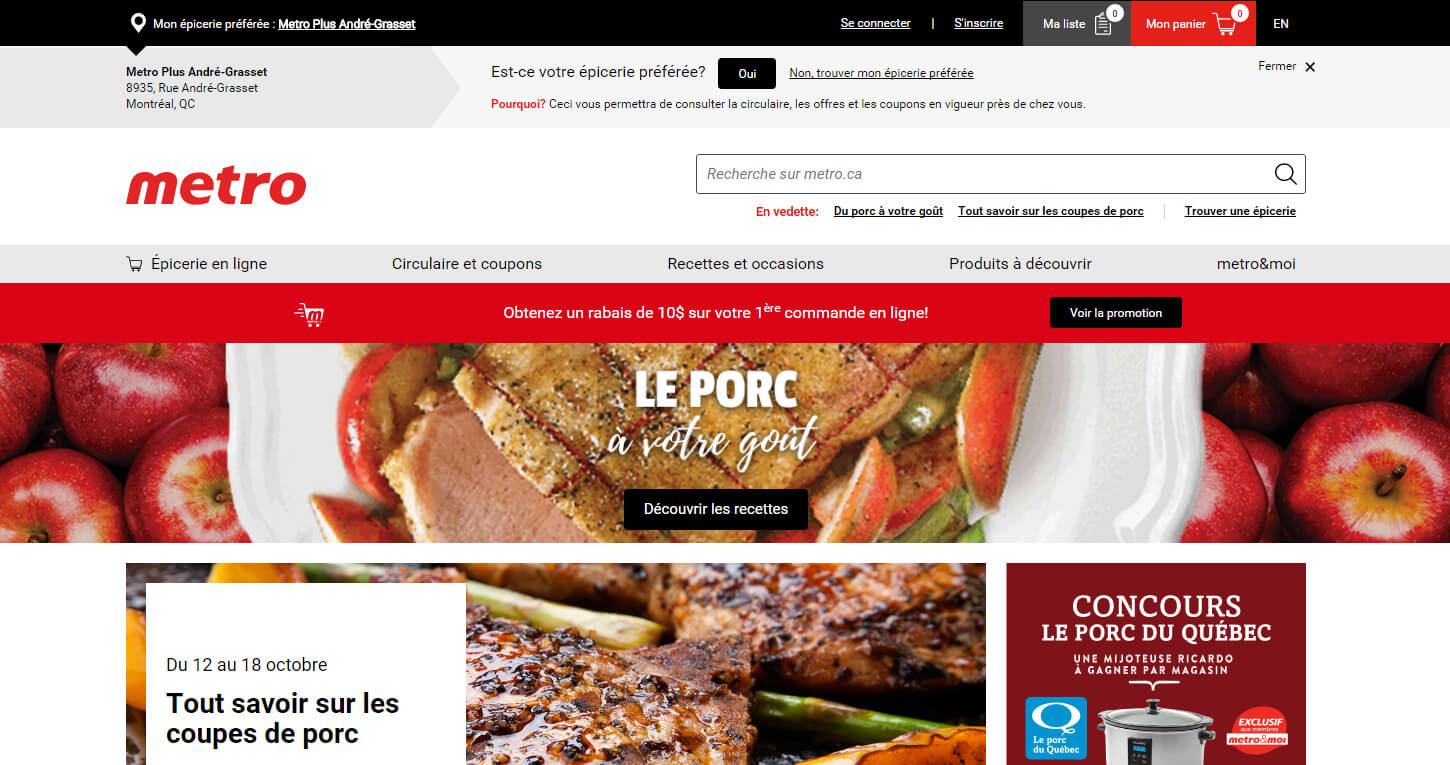 Mon épicerie préférée : Metro Plus André-Grasset
Se connecter | S'inscrire
Ma liste 0
Mon panier 0
EN
Metro Plus André-Grasset
8935, Rue André-Grasset
Montréal, QC
Est-ce votre épicerie préférée? Oui Non, trouver mon épicerie préférée
Fermer ✕
Pourquoi? Ceci vous permettra de consulter la circulaire, les offres et les coupons en vigueur près de chez vous.
metro
Recherche sur metro.ca
En vedette: Du porc à votre goût Tout savoir sur les coupes de porc | Trouver une épicerie
Épicerie en ligne Circulaire et coupons Recettes et occasions Produits à découvrir metro&moi
m
Obtenez un rabais de 10$ sur votre 1ère commande en ligne! Voir la promotion
LE PORC
à votre goût
Découvrir les recettes
Du 12 au 18 octobre
Tout savoir sur les
coupes de porc
CONCOURS
LE PORC DU QUÉBEC
UNE MIJOTEUSE RICARDO
À GAGNER PAR MAGASIN
Le porc
du Québec
EXCLUSIF
aux membres
metro&moi